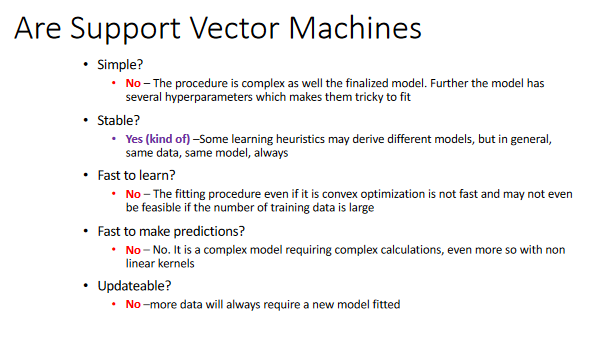 Are Support Vector Machines
• Simple?
• No – The procedure is complex as well the finalized model. Further the model has
several hyperparameters which makes them tricky to fit
• Stable?
• Yes (kind of) –Some learning heuristics may derive different models, but in general,
same data, same model, always
• Fast to learn?
• No – The fitting procedure even if it is convex optimization is not fast and may not even
be feasible if the number of training data is large
• Fast to make predictions?
• No – No. It is a complex model requiring complex calculations, even more so with non
linear kernels
• Updateable?
• No –more data will always require a new model fitted